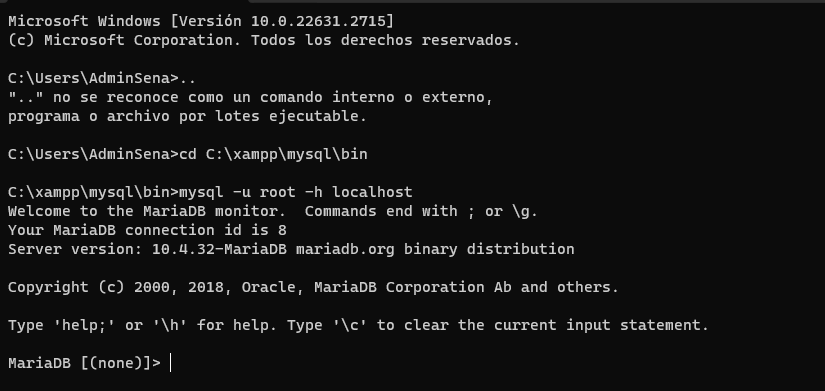 Microsoft Windows [Versión 10.0.22631.2715]
(c) Microsoft Corporation. Todos los derechos reservados.
C:\Users\AdminSena>..
".." no se reconoce como un comando interno o externo,
programa o archivo por lotes ejecutable.
C:\Users\AdminSena>cd C:\xampp\mysql\bin
C:\xampp\mysql\bin>mysql -u root -h localhost
Welcome to the MariaDB monitor.  Commands end with ; or \g.
Your MariaDB connection id is 8
Server version: 10.4.32-MariaDB mariadb.org binary distribution
Copyright (c) 2000, 2018, Oracle, MariaDB Corporation Ab and others.
Type 'help;' or '\h' for help. Type '\c' to clear the current input statement.
MariaDB [(none)]>